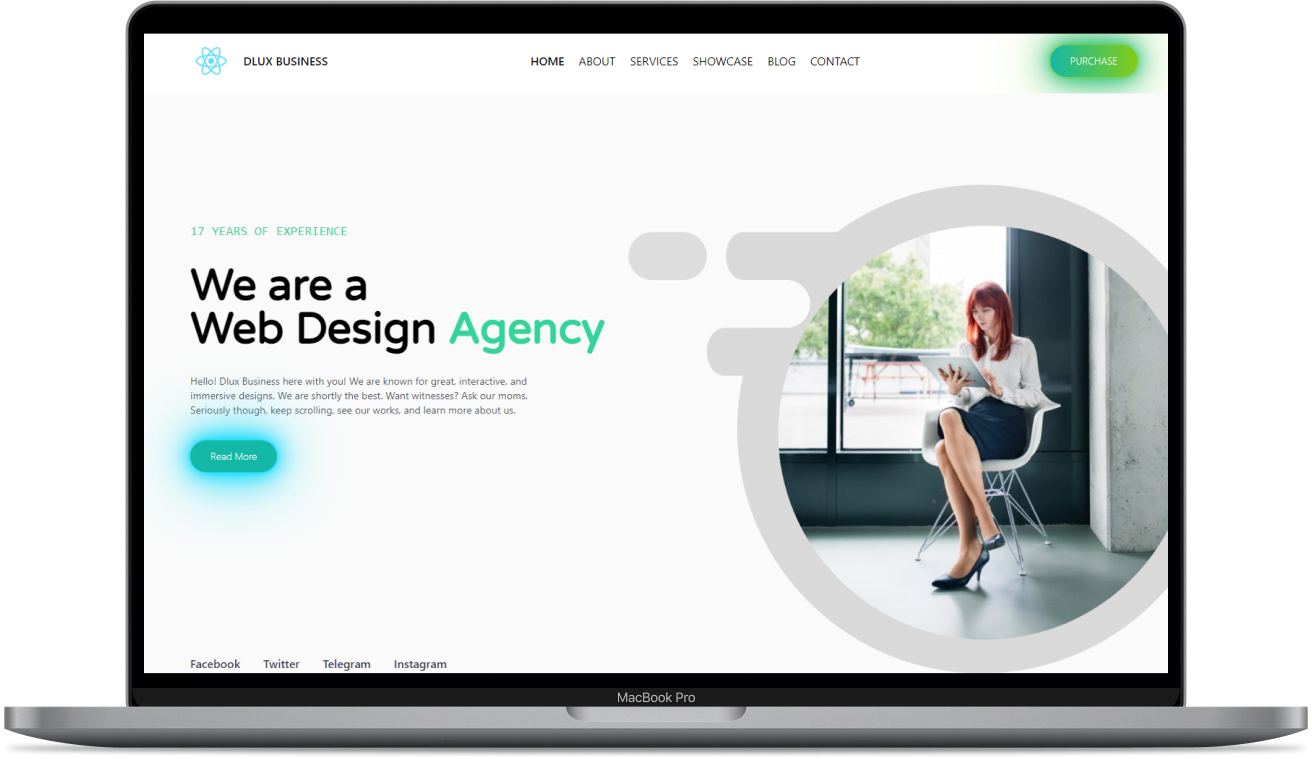 DLUX BUSINESS
HOME ABOUT SERVICES SHOWCASE BLOG CONTACT
PURCHASE
17 YEARS OF EXPERIENCE
We are a
Web Design Agency
Hello! Dlux Business here with you! We are known for great, interactive, and
immersive designs. We are shortly the best. Want witnesses? Ask our moms.
Seriously though, keep scrolling, see our works, and learn more about us.
Read More
Facebook Twitter Telegram Instagram
MacBook Pro